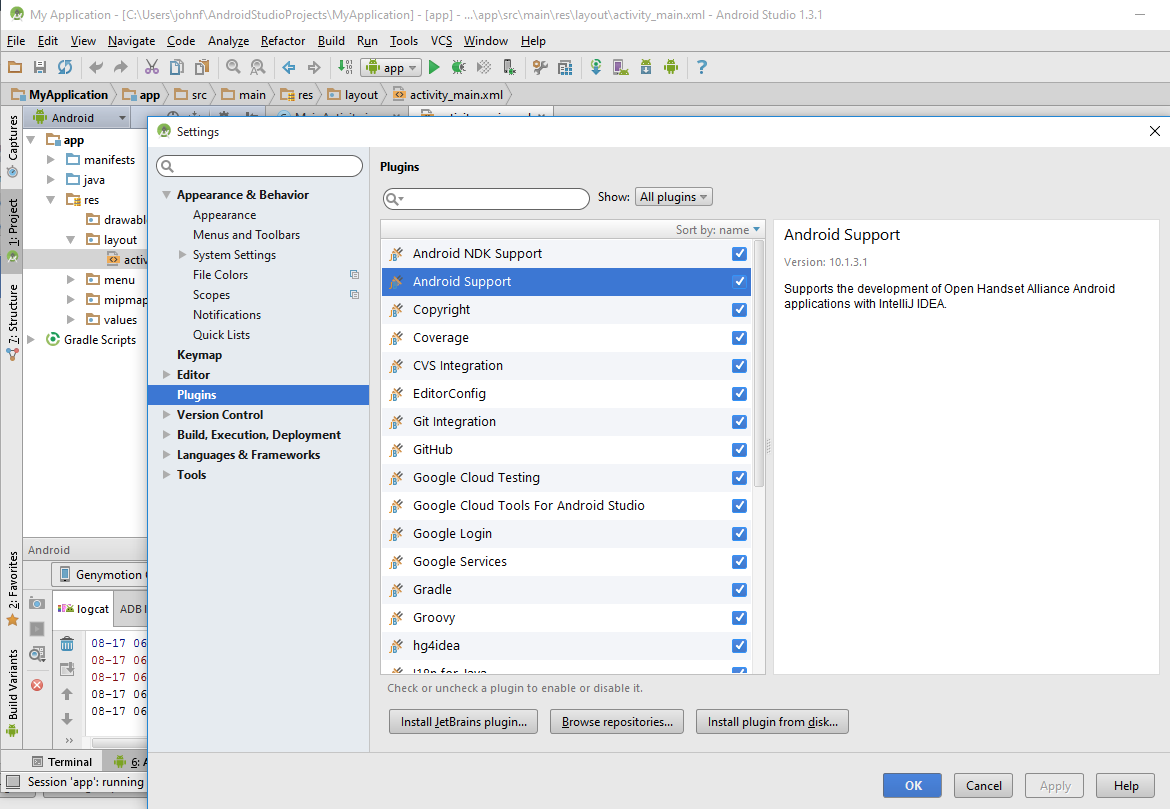 My Application - [C:\Users\johnf\AndroidStudioProjects\MyApplication] - [app] - ...\app\src\main\res\layout\activity_main.xml - Android Studio 1.3.1
File Edit View Navigate Code Analyze Refactor Build Run Tools VCS Window Help
app
MyApplication app src main res layout activity_main.xml
Captures
1: Project
7: Structure
2: Favorites
Build Variants
Android
app
manifests
java
res
drawabl
layout
activ
menu
mipmap
values
Gradle Scripts
Android
Genymotion
logcat ADB
08-17 06
08-17 06
08-17 06
08-17 06
08-17 06
Terminal 6: A
Session 'app': running
Settings
Appearance & Behavior
Appearance
Menus and Toolbars
System Settings
File Colors
Scopes
Notifications
Quick Lists
Keymap
Editor
Plugins
Version Control
Build, Execution, Deployment
Languages & Frameworks
Tools
Plugins
Show: All plugins
Sort by: name
Android NDK Support
Android Support
Copyright
Coverage
CVS Integration
EditorConfig
Git Integration
GitHub
Google Cloud Testing
Google Cloud Tools For Android Studio
Google Login
Google Services
Gradle
Groovy
hg4idea
I18n for Java
Check or uncheck a plugin to enable or disable it.
Install JetBrains plugin... Browse repositories... Install plugin from disk...
Android Support
Version: 10.1.3.1
Supports the development of Open Handset Alliance Android
applications with IntelliJ IDEA.
OK Cancel Apply Help